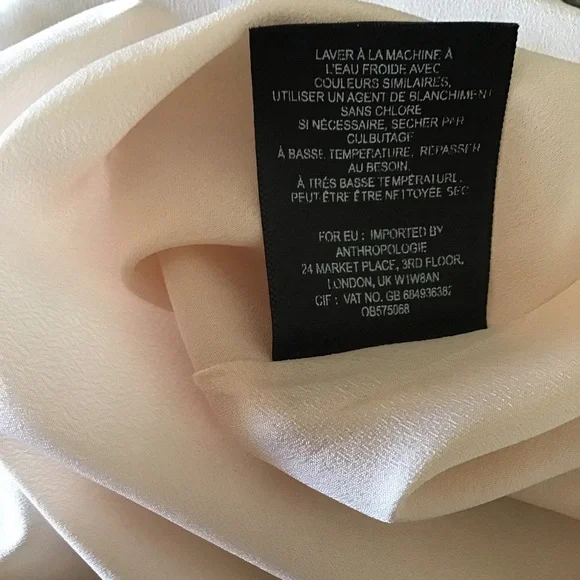 LAVER À LA MACHINE À
L'EAU FROIDE AVEC
COULEURS SIMILAIRES,
UTILISER UN AGENT DE BLANCHIMENT
SANS CHLORE
SI NÉCESSAIRE, SECHER PAR
CULBUTAGE
À BASSE TEMPERATURE, REPASSER
AU BESOIN.
À TRÈS BASSE TEMPÉRATURE.
PEUT ÊTRE ÊTRE NETTOYÉE SEC
FOR EU : IMPORTED BY
ANTHROPOLOGIE
24 MARKET PLACE, 3RD FLOOR,
LONDON, UK W1W8AN
CIF : VAT NO. GB 684936382
OB575068